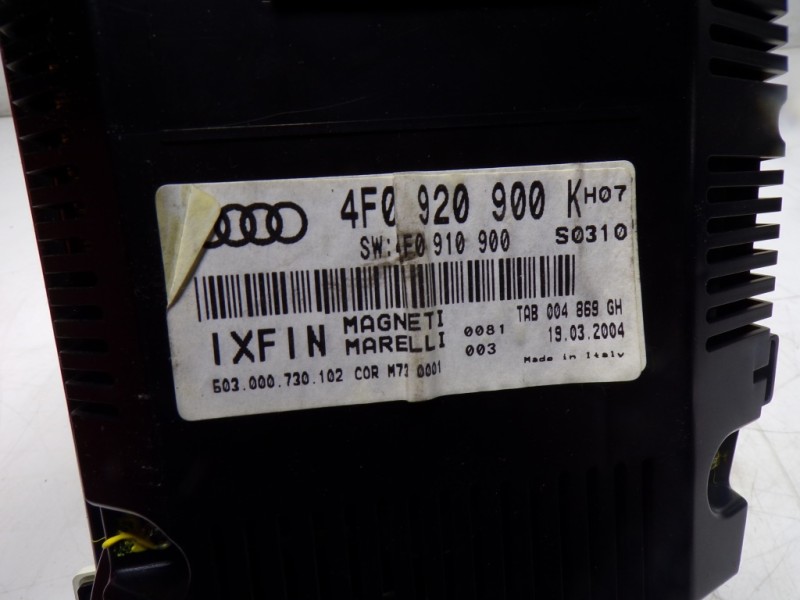 4F0 920 900 K H07
SW:4F0 910 900 S0310
IXFIN MAGNETI MARELLI 0081 003
TAB 004 869 GH
19.03.2004
Made in Italy
503.000.730.102 COR M72 0001